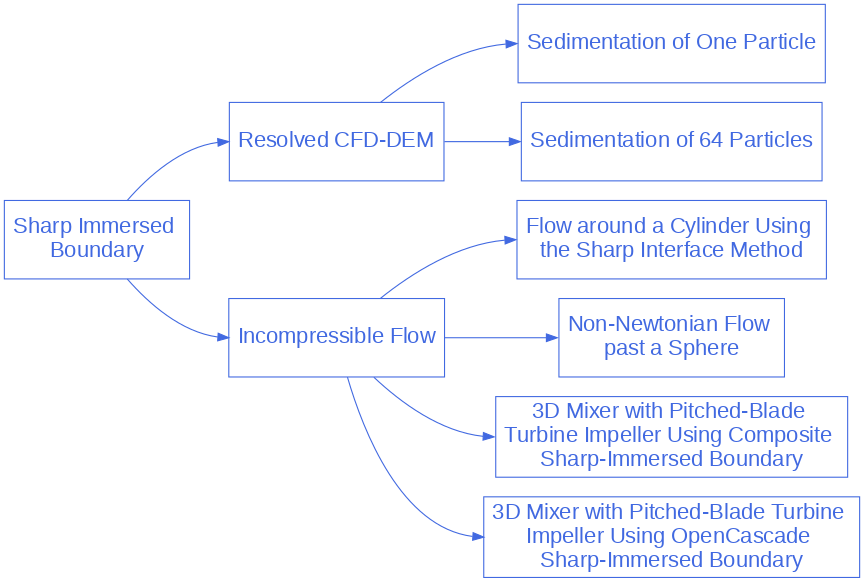 Sedimentation of One Particle
Resolved CFD-DEM
Sedimentation of 64 Particles
Sharp Immersed
Boundary
Flow around a Cylinder Using
the Sharp Interface Method
Incompressible Flow
Non-Newtonian Flow
past a Sphere
3D Mixer with Pitched-Blade
Turbine Impeller Using Composite
Sharp-Immersed Boundary
3D Mixer with Pitched-Blade Turbine
Impeller Using OpenCascade
Sharp-Immersed Boundary